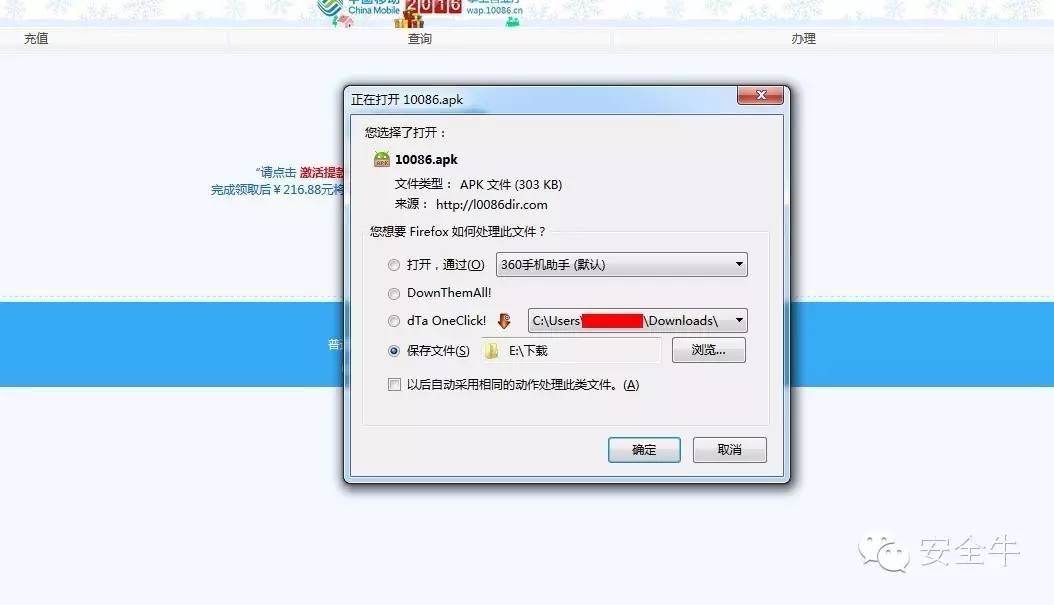 中国移动 2016
China Mobile wap.10086.cn
充值 查询 办理
正在打开 10086.apk
您选择了打开：
10086.apk
文件类型： APK 文件 (303 KB)
来源： http://l0086dir.com
“请点击 激活提款
完成领取后￥216.88元将
您想要 Firefox 如何处理此文件？
打开，通过(O) 360手机助手 (默认)
DownThemAll!
dTa OneClick! C:\Users\ \Downloads\
保存文件(S) E:\下载 浏览...
普
以后自动采用相同的动作处理此类文件。(A)
确定 取消
安全牛